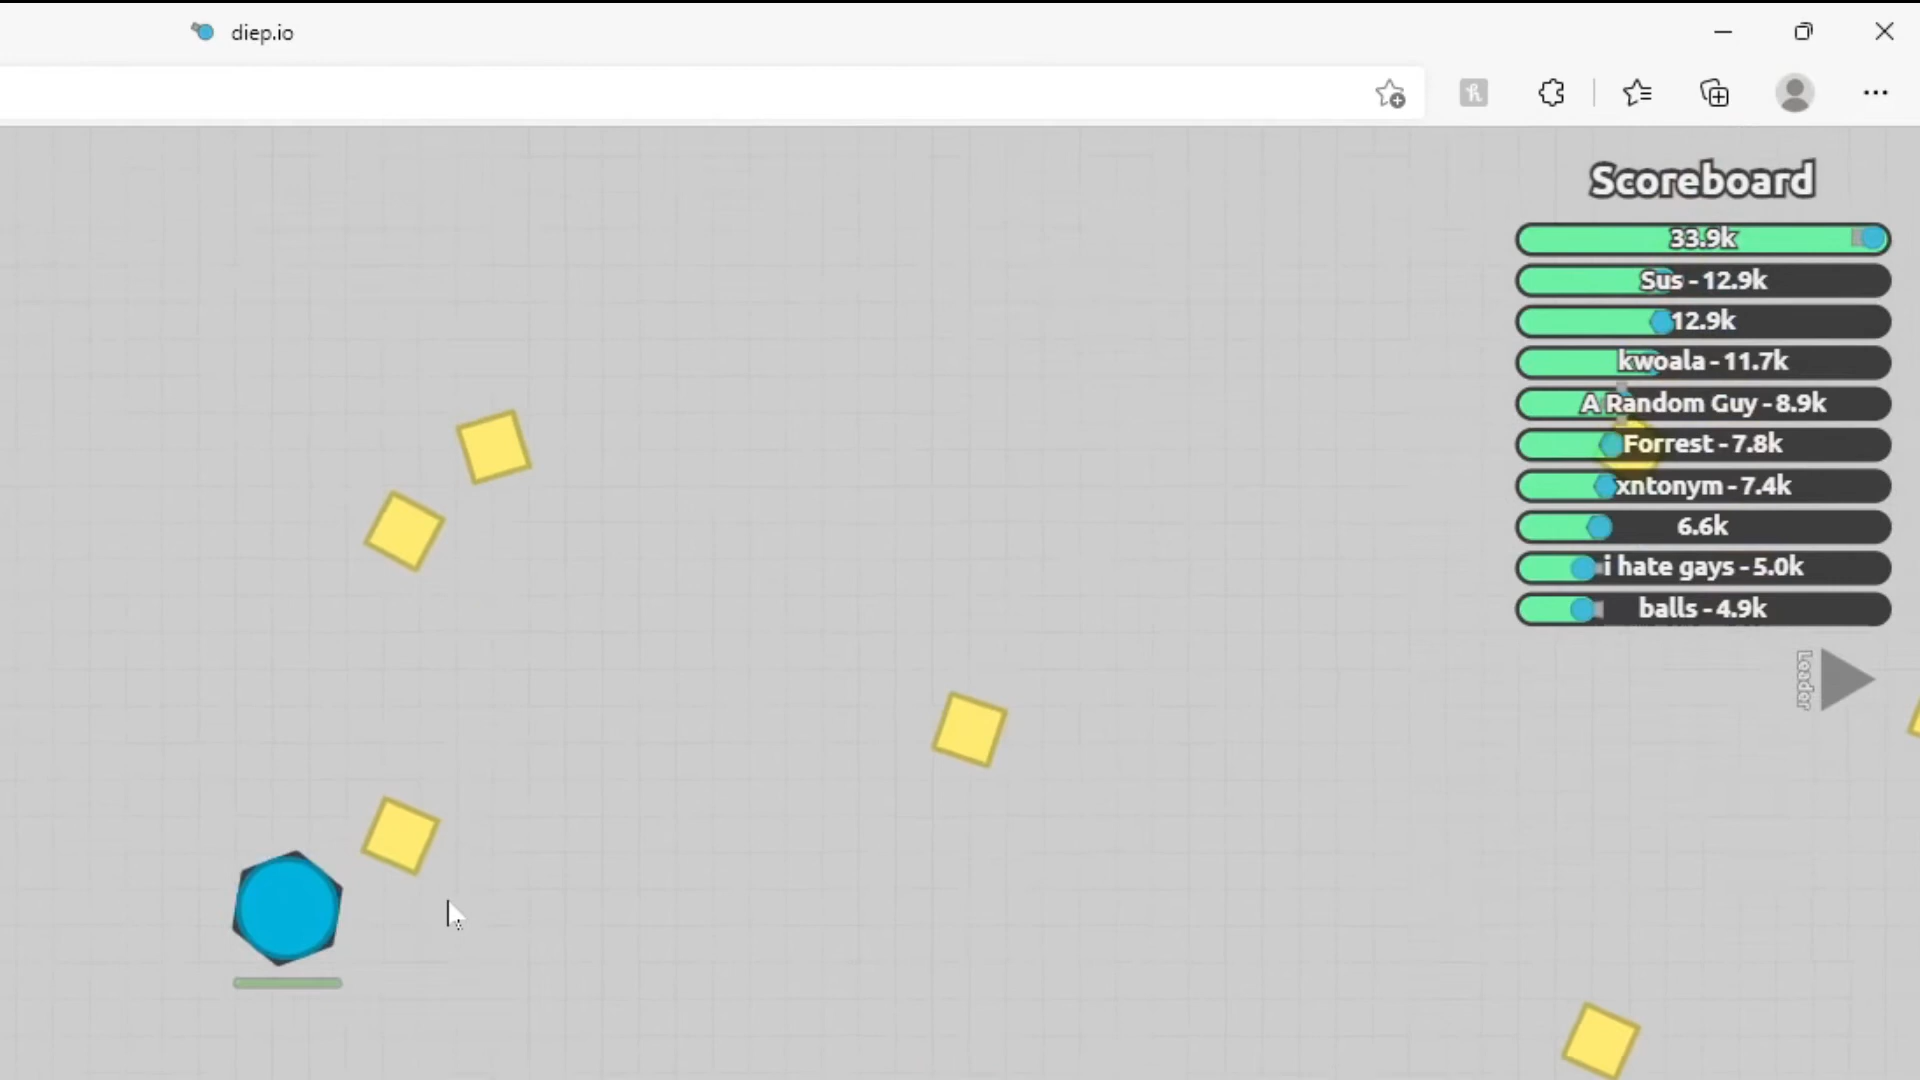 diep.io
Scoreboard
33.9k
Sus - 12.9k
12.9k
kwoala - 11.7k
A Random Guy - 8.9k
Forrest - 7.8k
xntonym - 7.4k
6.6k
i hate gays - 5.0k
balls - 4.9k
Leader